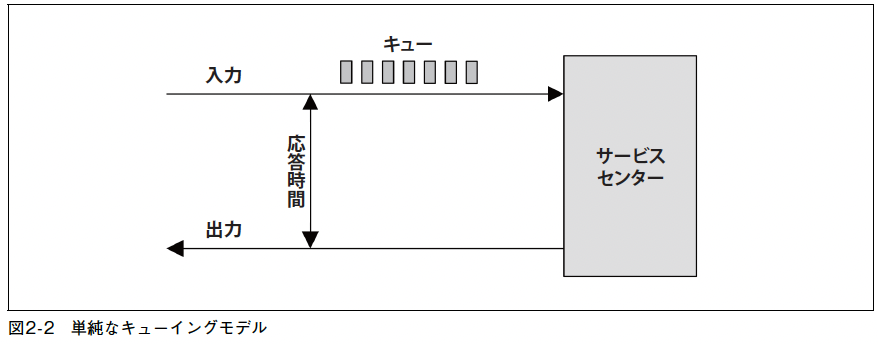 キュー
入力
応答時間
サービス
センター
出力
図2-2 単純なキューイングモデル